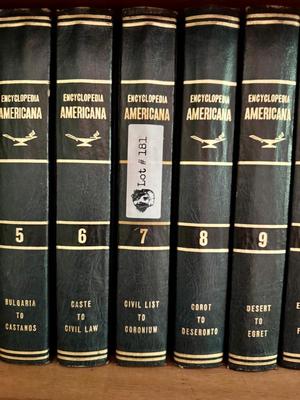 ENCYCLOPEDIA
AMERICANA
5
BULGARIA
TO
CASTANOS
ENCYCLOPEDIA
AMERICANA
6
CASTE
TO
CIVIL LAW
ENCYCLOPEDIA
AMERICANA
Lot # 181
7
CIVIL LIST
TO
CORONIUM
ENCYCLOPEDIA
AMERICANA
8
COROT
TO
DESERONTO
ENCYCLOPEDIA
AMERICANA
9
DESERT
TO
EGRET